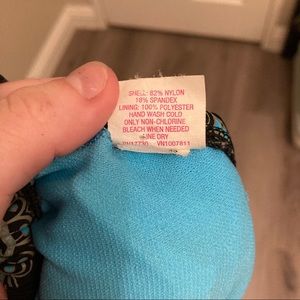 SHELL: 82% NYLON
18% SPANDEX
LINING: 100% POLYESTER
HAND WASH COLD
ONLY NON-CHLORINE
BLEACH WHEN NEEDED
LINE DRY
RN17730 VN1007811